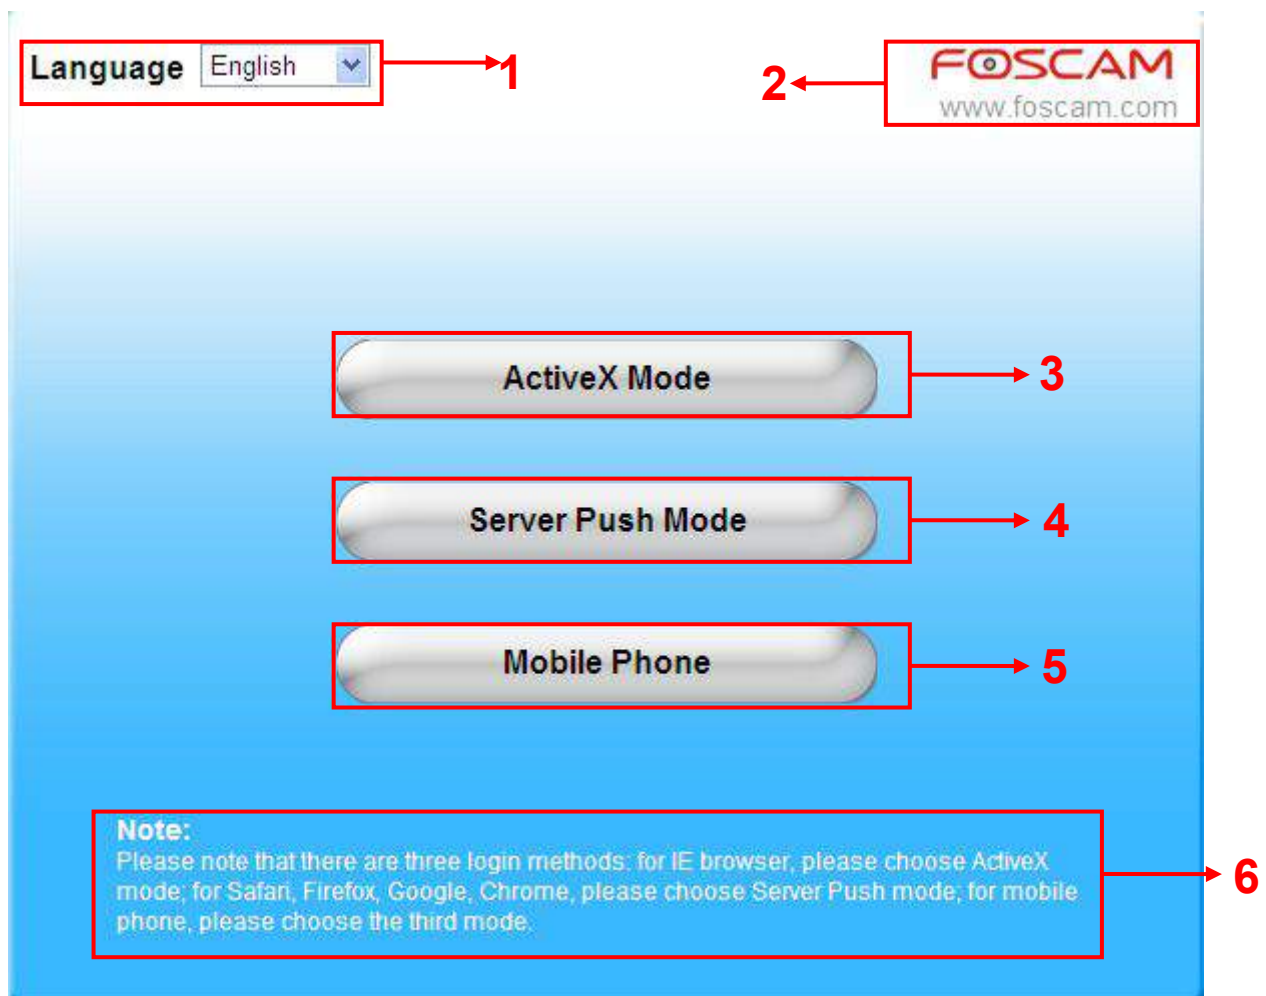 Language English 1
2 FOSCAM
www.foscam.com
ActiveX Mode 3
Server Push Mode 4
Mobile Phone 5
Note:
Please note that there are three login methods: for IE browser, please choose ActiveX
mode; for Safari, Firefox, Google, Chrome, please choose Server Push mode; for mobile
phone, please choose the third mode.
6